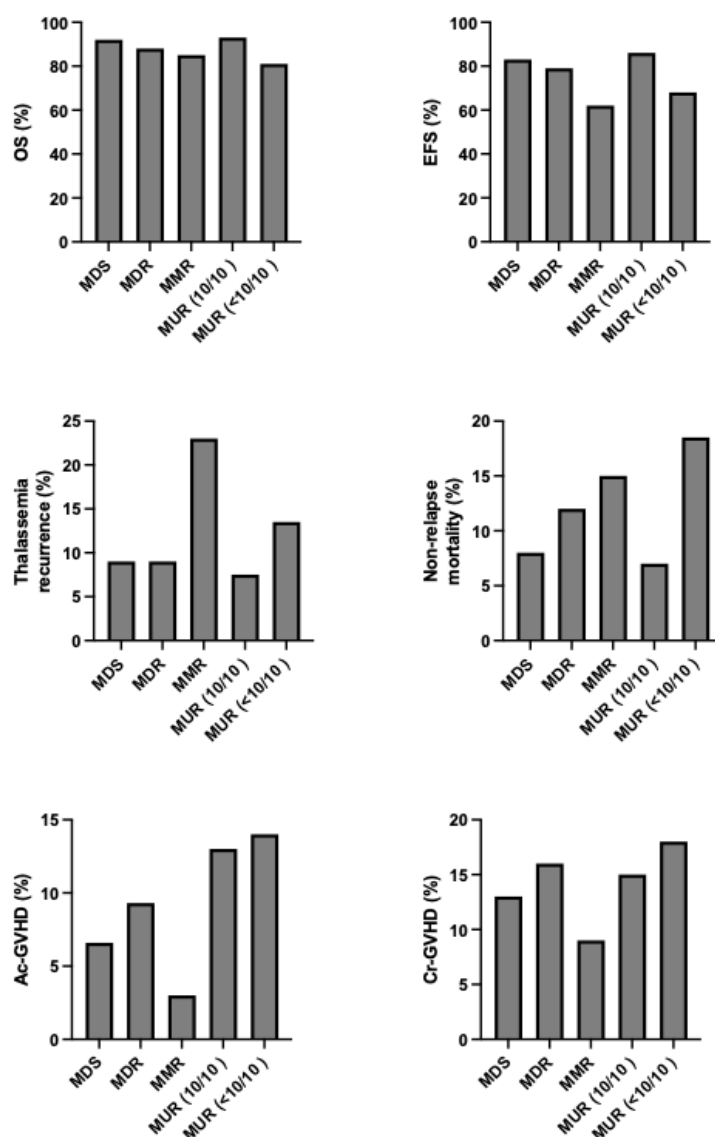 OS (%)
100
80
60
40
20
0
MDS
MDR
MMR
MUR (10/10 )
MUR (<10/10 )
EFS (%)
100
80
60
40
20
0
MDS
MDR
MMR
MUR (10/10 )
MUR (<10/10 )
Thalassemia
recurrence (%)
25
20
15
10
5
0
MDS
MDR
MMR
MUR (10/10 )
MUR (<10/10 )
Non-relapse
mortality (%)
20
15
10
5
0
MDS
MDR
MMR
MUR (10/10 )
MUR (<10/10 )
Ac-GVHD (%)
15
10
5
0
MDS
MDR
MMR
MUR (10/10 )
MUR (<10/10 )
Cr-GVHD (%)
20
15
10
5
0
MDS
MDR
MMR
MUR (10/10 )
MUR (<10/10 )